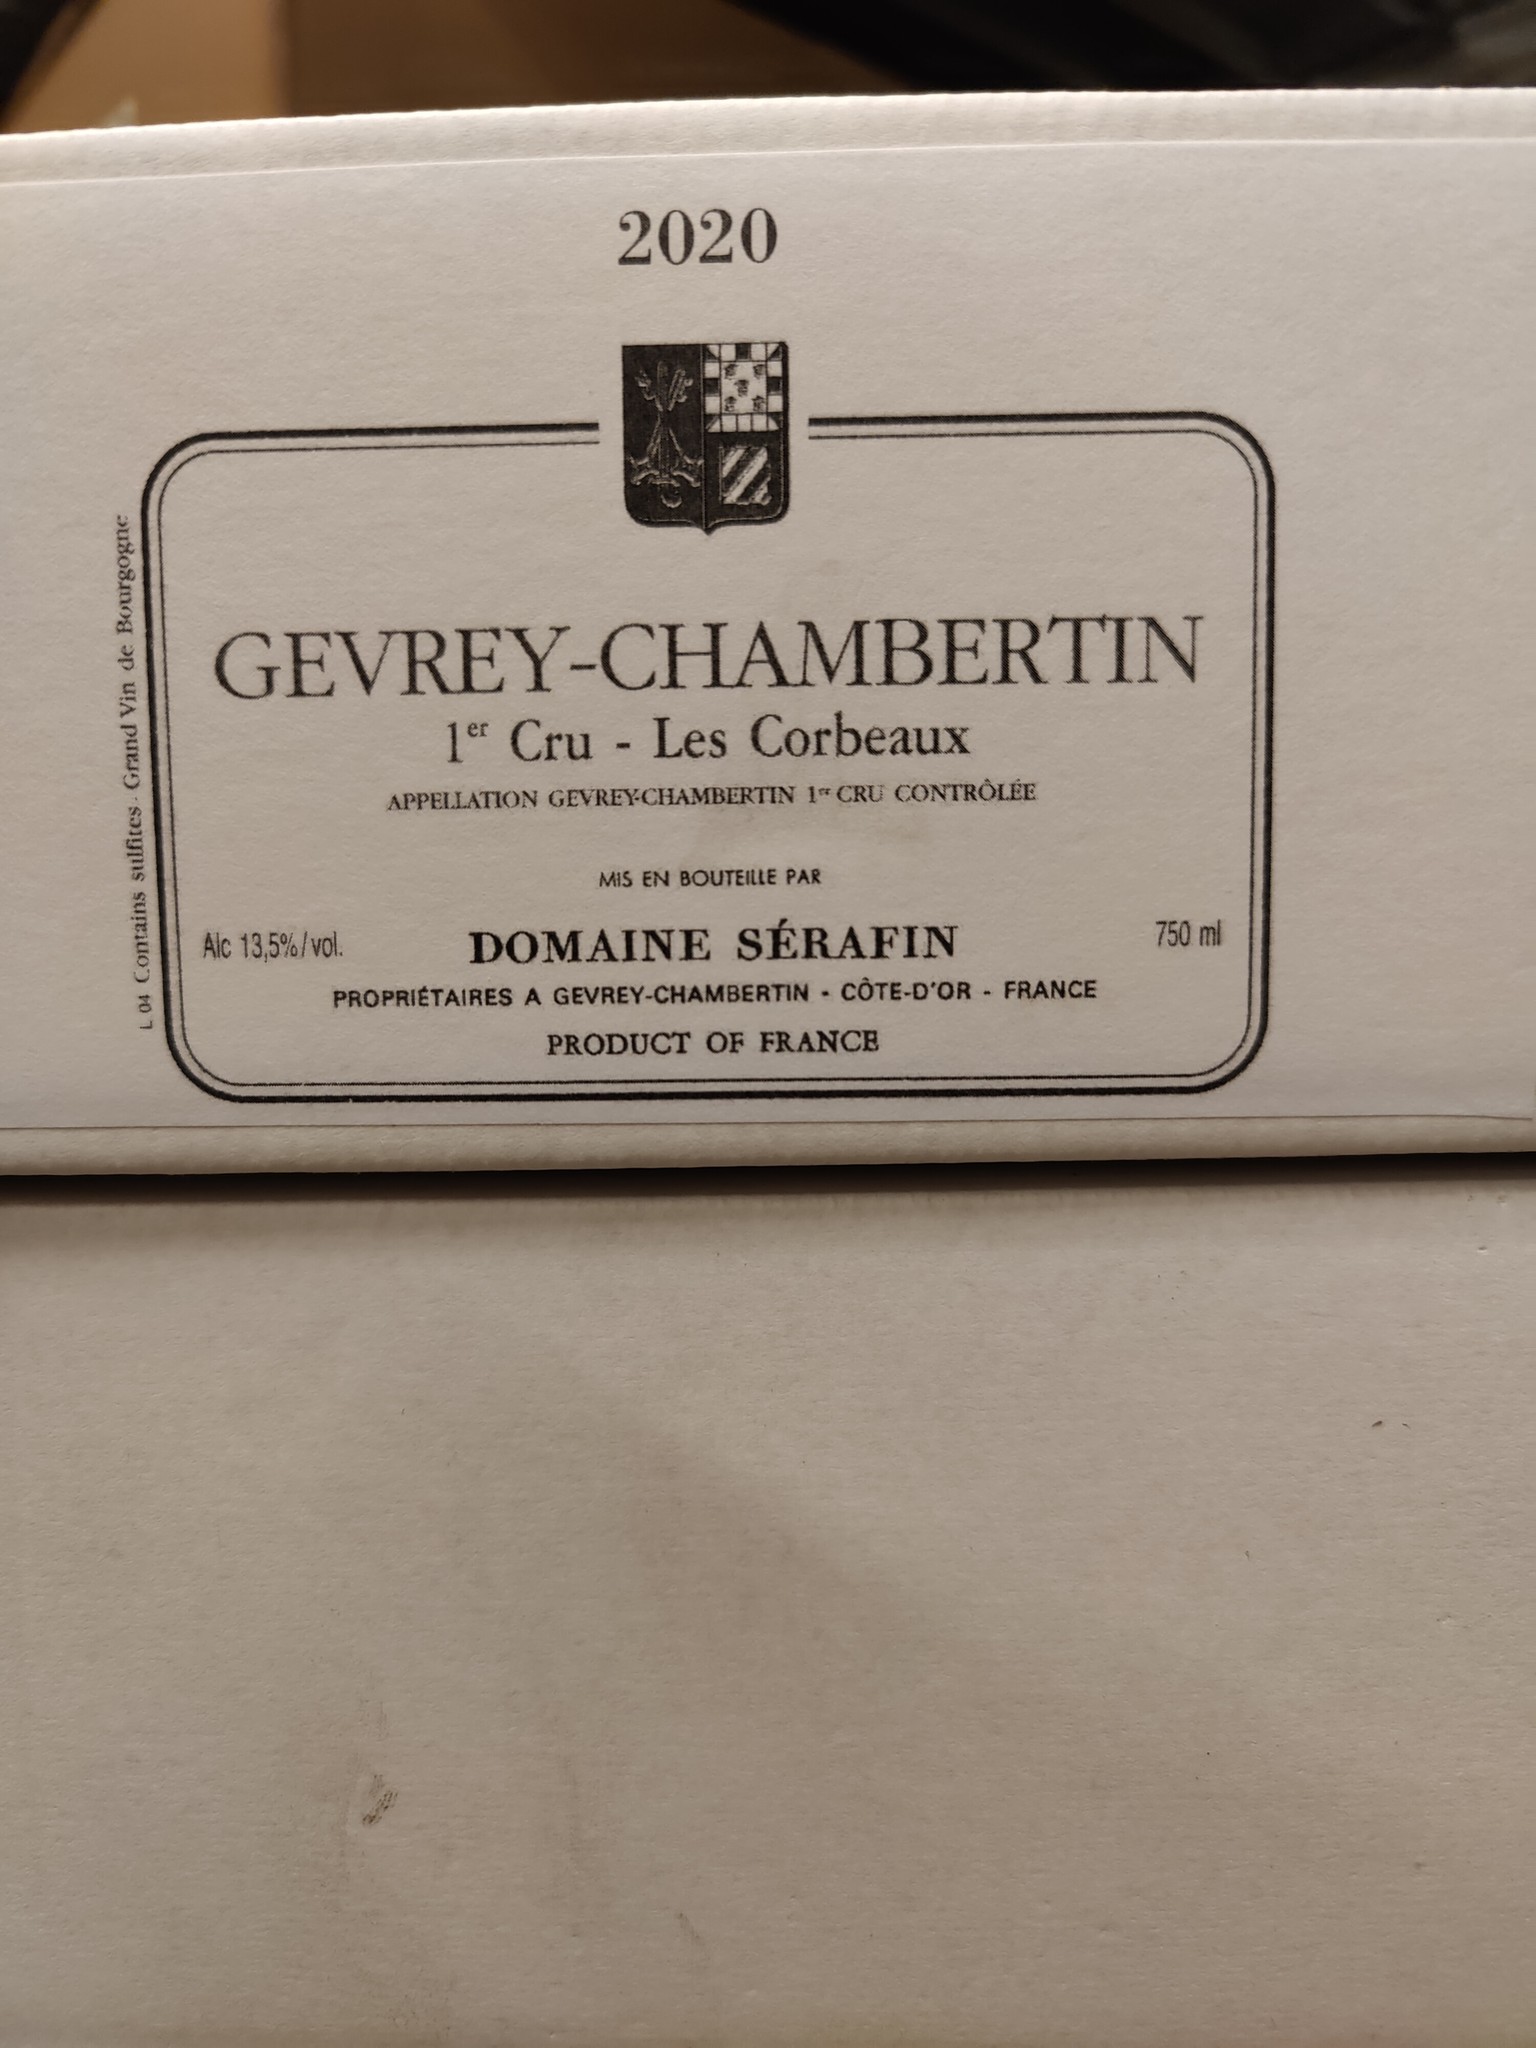 2020
GEVREY-CHAMBERTIN
1er Cru - Les Corbeaux
APPELLATION GEVREY-CHAMBERTIN 1er CRU CONTRÔLÉE
MIS EN BOUTEILLE PAR
Alc 13,5%/vol.
DOMAINE SÉRAFIN
750 ml
PROPRIÉTAIRES A GEVREY-CHAMBERTIN - CÔTE-D'OR - FRANCE
PRODUCT OF FRANCE
L 04 Contains sulfites - Grand Vin de Bourgogne